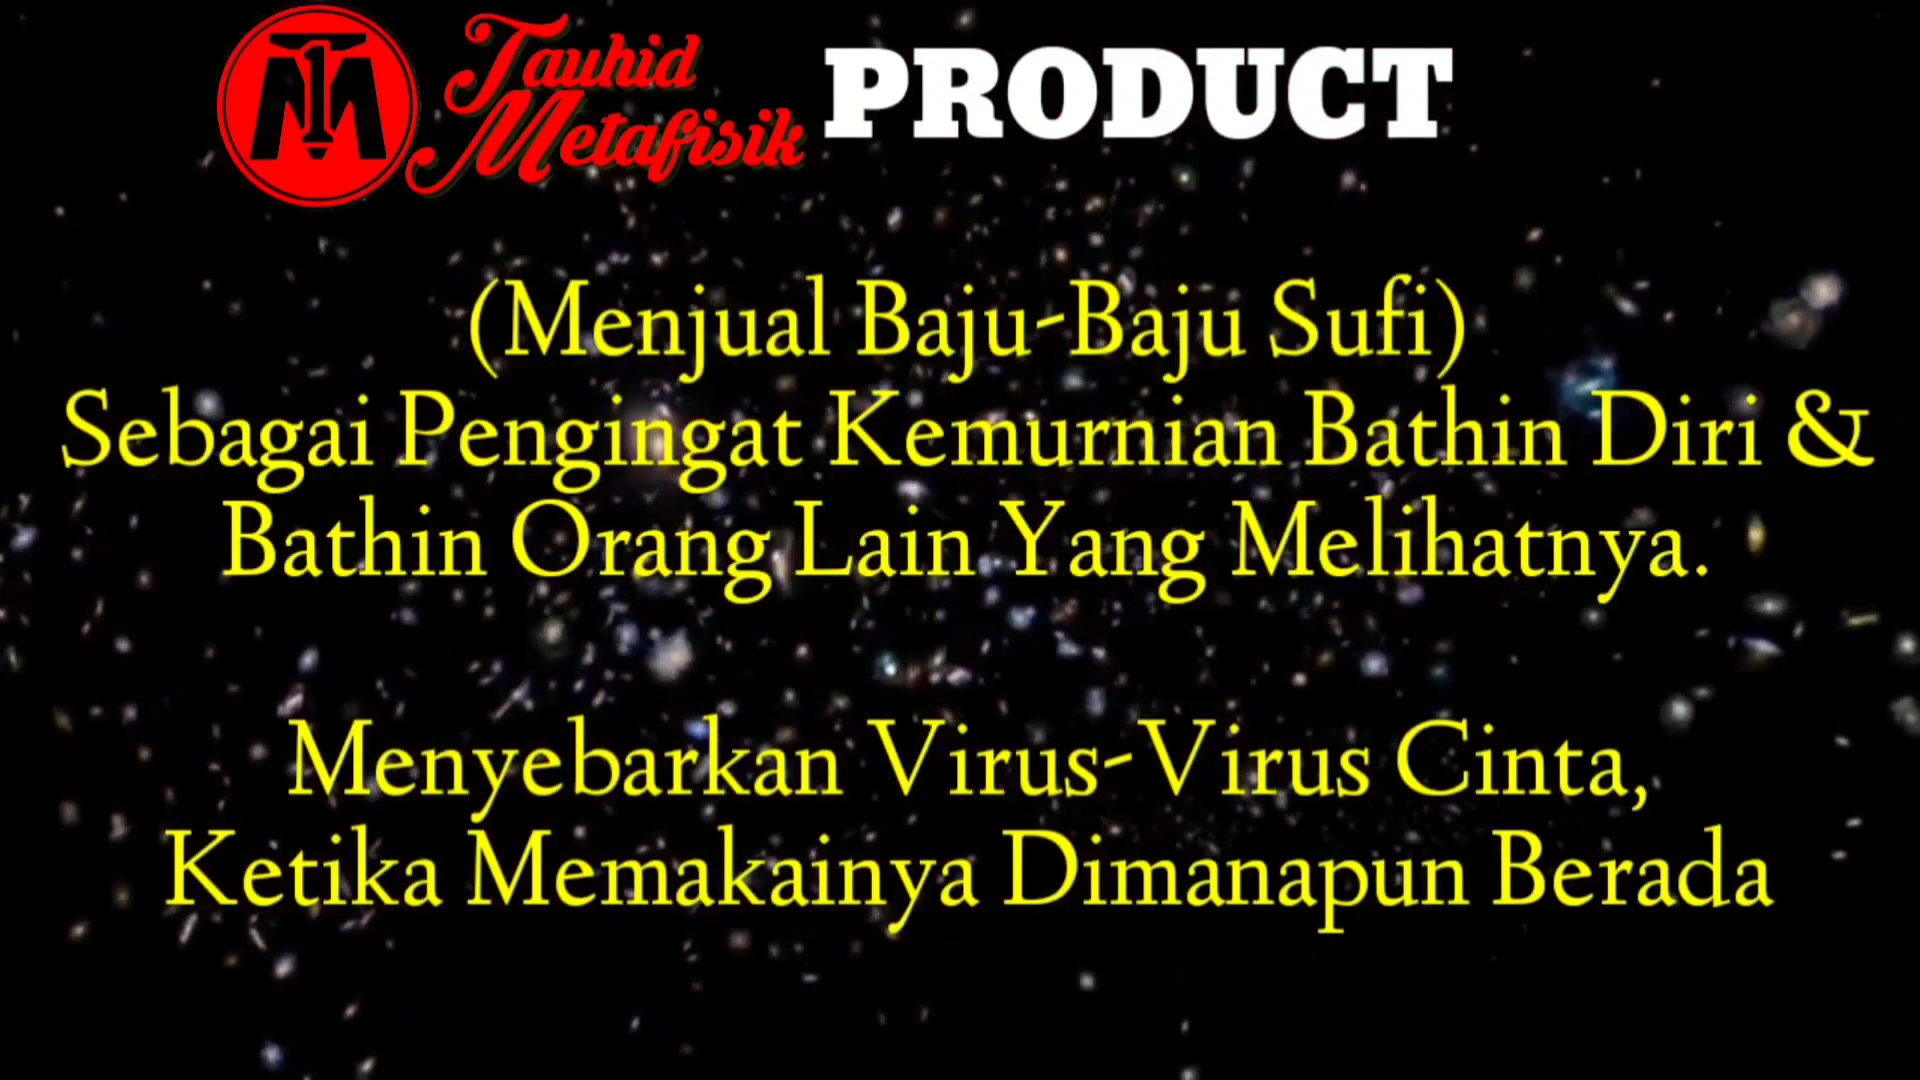 Tauhid
Metafisik PRODUCT
(Menjual Baju-Baju Sufi)
Sebagai Pengingat Kemurnian Bathin Diri &
Bathin Orang Lain Yang Melihatnya.
Menyebarkan Virus-Virus Cinta,
Ketika Memakainya Dimanapun Berada